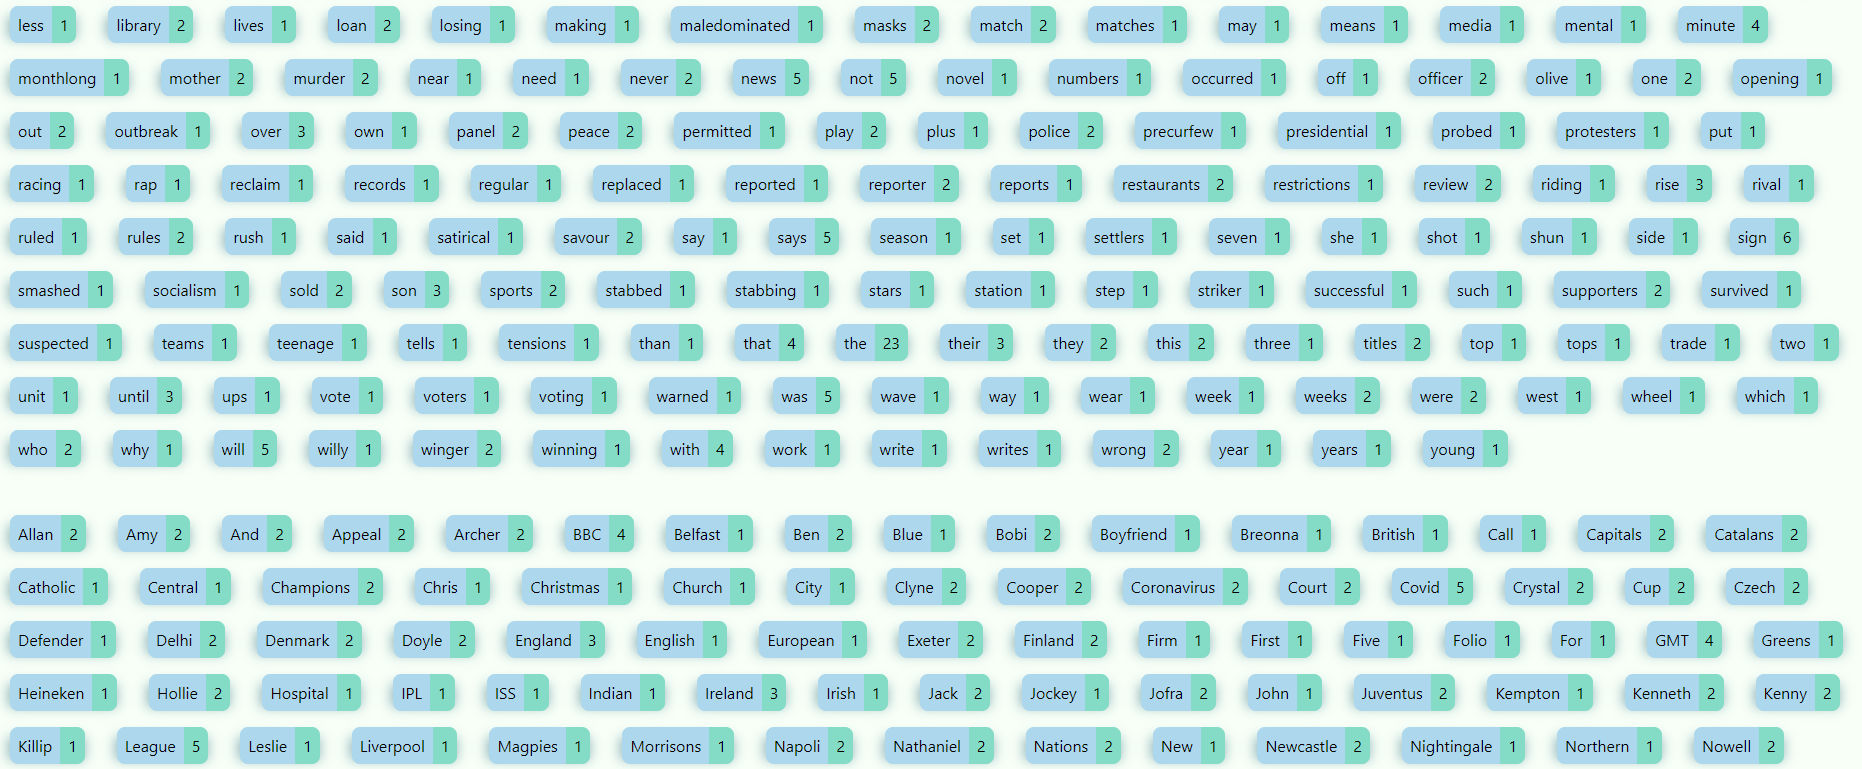 less 1 library 2 lives 1 loan 2 losing 1 making 1 maledominated 1 masks 2 match 2 matches 1 may 1 means 1 media 1 mental 1 minute 4
monthlong 1 mother 2 murder 2 near 1 need 1 never 2 news 5 not 5 novel 1 numbers 1 occurred 1 off 1 officer 2 olive 1 one 2 opening 1
out 2 outbreak 1 over 3 own 1 panel 2 peace 2 permitted 1 play 2 plus 1 police 2 precurfew 1 presidential 1 probed 1 protesters 1 put 1
racing 1 rap 1 reclaim 1 records 1 regular 1 replaced 1 reported 1 reporter 2 reports 1 restaurants 2 restrictions 1 review 2 riding 1 rise 3 rival 1
ruled 1 rules 2 rush 1 said 1 satirical 1 savour 2 say 1 says 5 season 1 set 1 settlers 1 seven 1 she 1 shot 1 shun 1 side 1 sign 6
smashed 1 socialism 1 sold 2 son 3 sports 2 stabbed 1 stabbing 1 stars 1 station 1 step 1 striker 1 successful 1 such 1 supporters 2 survived 1
suspected 1 teams 1 teenage 1 tells 1 tensions 1 than 1 that 4 the 23 their 3 they 2 this 2 three 1 titles 2 top 1 tops 1 trade 1 two 1
unit 1 until 3 ups 1 vote 1 voters 1 voting 1 warned 1 was 5 wave 1 way 1 wear 1 week 1 weeks 2 were 2 west 1 wheel 1 which 1
who 2 why 1 will 5 willy 1 winger 2 winning 1 with 4 work 1 write 1 writes 1 wrong 2 year 1 years 1 young 1
Allan 2 Amy 2 And 2 Appeal 2 Archer 2 BBC 4 Belfast 1 Ben 2 Blue 1 Bobi 2 Boyfriend 1 Breonna 1 British 1 Call 1 Capitals 2 Catalans 2
Catholic 1 Central 1 Champions 2 Chris 1 Christmas 1 Church 1 City 1 Clyne 2 Cooper 2 Coronavirus 2 Court 2 Covid 5 Crystal 2 Cup 2 Czech 2
Defender 1 Delhi 2 Denmark 2 Doyle 2 England 3 English 1 European 1 Exeter 2 Finland 2 Firm 1 First 1 Five 1 Folio 1 For 1 GMT 4 Greens 1
Heineken 1 Hollie 2 Hospital 1 IPL 1 ISS 1 Indian 1 Ireland 3 Irish 1 Jack 2 Jockey 1 Jofra 2 John 1 Juventus 2 Kempton 1 Kenneth 2 Kenny 2
Killip 1 League 5 Leslie 1 Liverpool 1 Magpies 1 Morrisons 1 Napoli 2 Nathaniel 2 Nations 2 New 1 Newcastle 2 Nightingale 1 Northern 1 Nowell 2